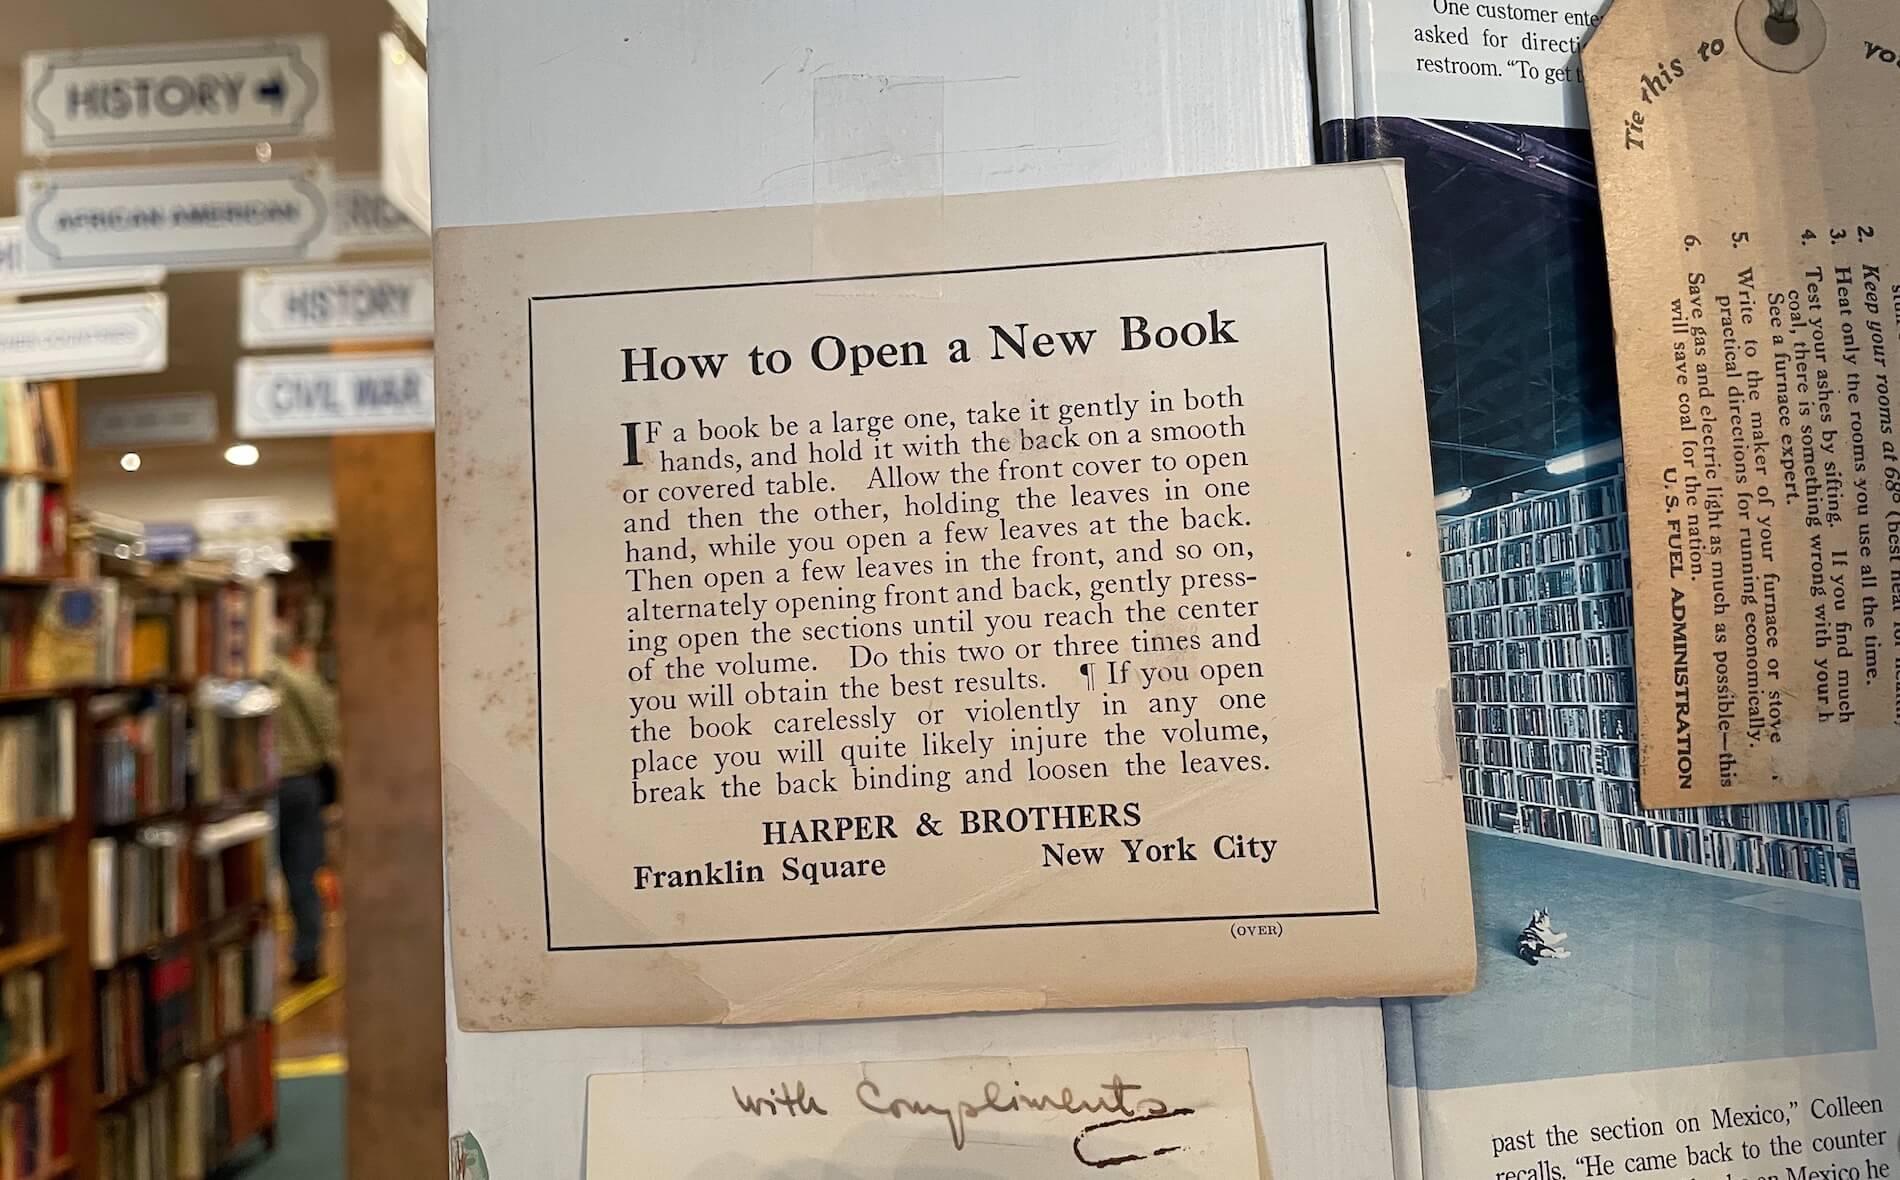 HISTORY
AFRICAN AMERICAN
HISTORY
CIVIL WAR
How to Open a New Book
IF a book be a large one, take it gently in both
hands, and hold it with the back on a smooth
or covered table. Allow the front cover to open
and then the other, holding the leaves in one
hand, while you open a few leaves at the back.
Then open a few leaves in the front, and so on,
alternately opening front and back, gently press-
ing open the sections until you reach the center
of the volume. Do this two or three times and
you will obtain the best results. ¶ If you open
the book carelessly or violently in any one
place you will quite likely injure the volume,
break the back binding and loosen the leaves.
HARPER & BROTHERS
Franklin Square New York City
(OVER)
with Compliments
One customer
asked for
restroom. "To get
past the section on Mexico," Colleen
recalls. "He came back to the counter
Mexico he
Tie this to
2. Keep your rooms at 68° (best
3. Heat only the rooms you use all the time.
4. Test your ashes by sifting. If you find much
coal, there is something wrong with your
See a furnace expert.
5. Write to the maker of your furnace or stove
practical directions for running economically.
6. Save gas and electric light as much as possible—this
will save coal for the nation.
U. S. FUEL ADMINISTRATION